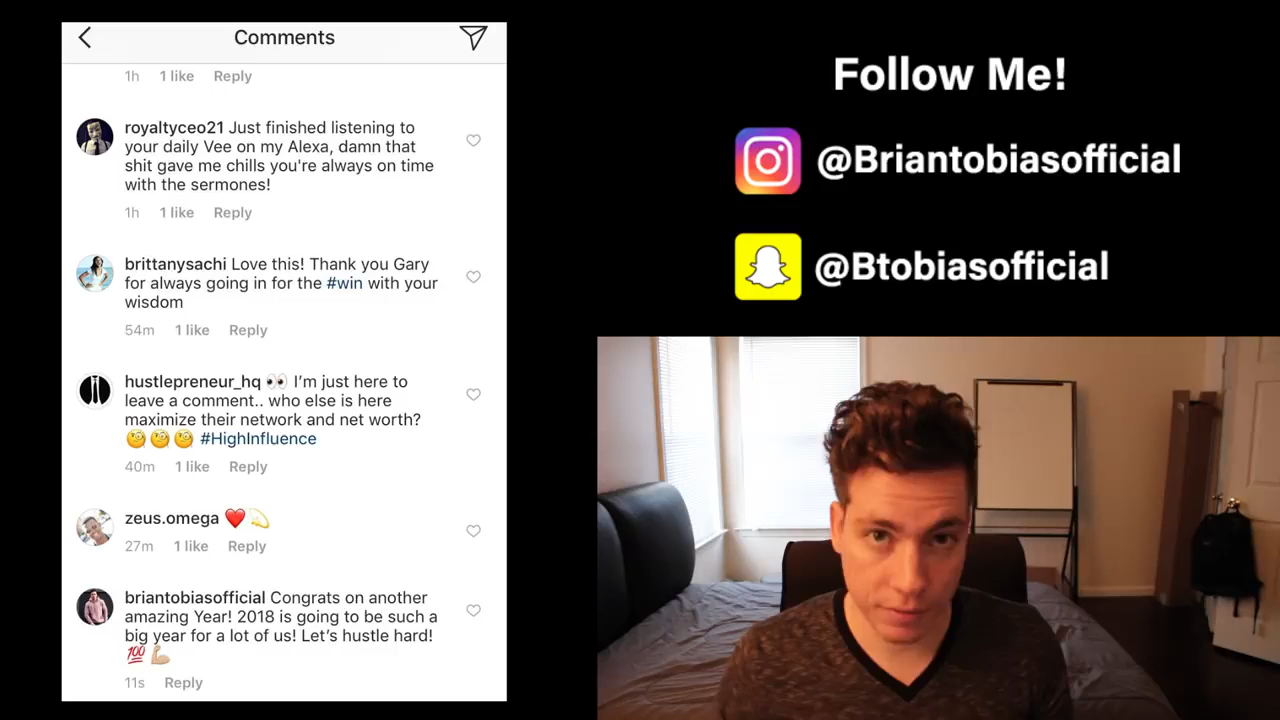 Comments
1h 1 like Reply
royaltyceo21 Just finished listening to
your daily Vee on my Alexa, damn that
shit gave me chills you're always on time
with the sermones!
1h 1 like Reply
brittanysachi Love this! Thank you Gary
for always going in for the #win with your
wisdom
54m 1 like Reply
hustlepreneur_hq 👀 I'm just here to
leave a comment.. who else is here
maximize their network and net worth?
🧐🧐🧐 #HighInfluence
40m 1 like Reply
zeus.omega ❤️💫
27m 1 like Reply
briantobiasofficial Congrats on another
amazing Year! 2018 is going to be such a
big year for a lot of us! Let's hustle hard!
💯💪🏼
11s Reply
Follow Me!
@Briantobiasofficial
@Btobiasofficial